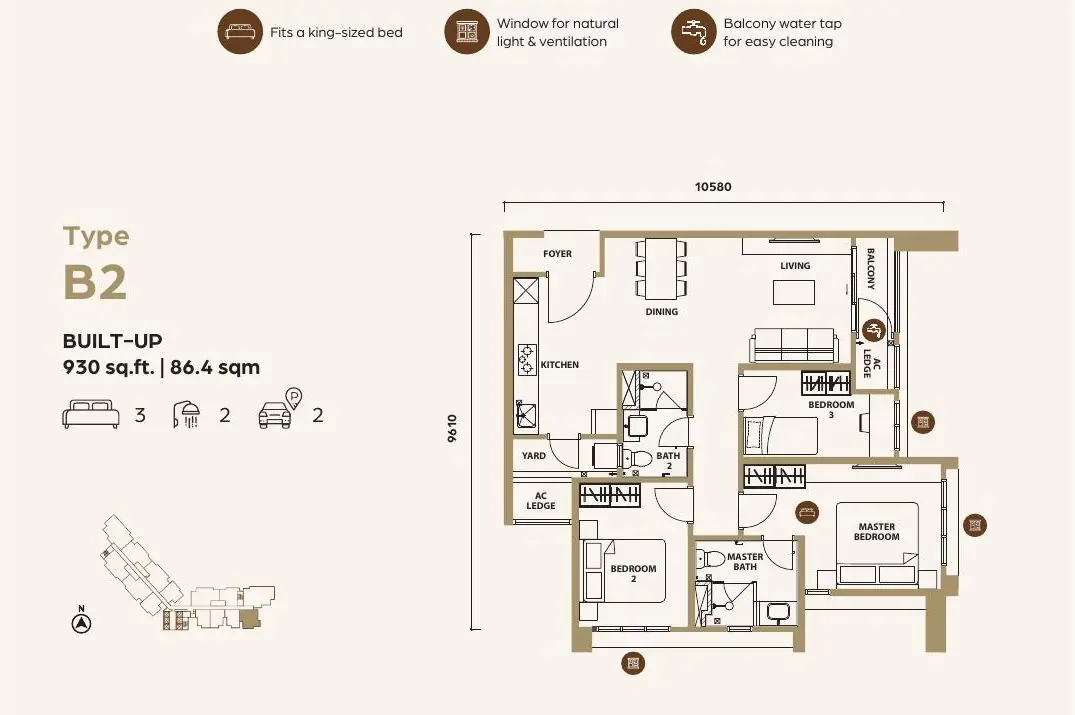 Fits a king-sized bed
Window for natural
light & ventilation
Balcony water tap
for easy cleaning
Type
B2
BUILT-UP
930 sq.ft. | 86.4 sqm
3
P
2
2
N
10580
9610
FOYER
DINING
LIVING
BALCONY
AC
LEDGE
KITCHEN
BEDROOM
3
YARD
BATH
2
AC
LEDGE
MASTER
BEDROOM
BEDROOM
2
MASTER
BATH